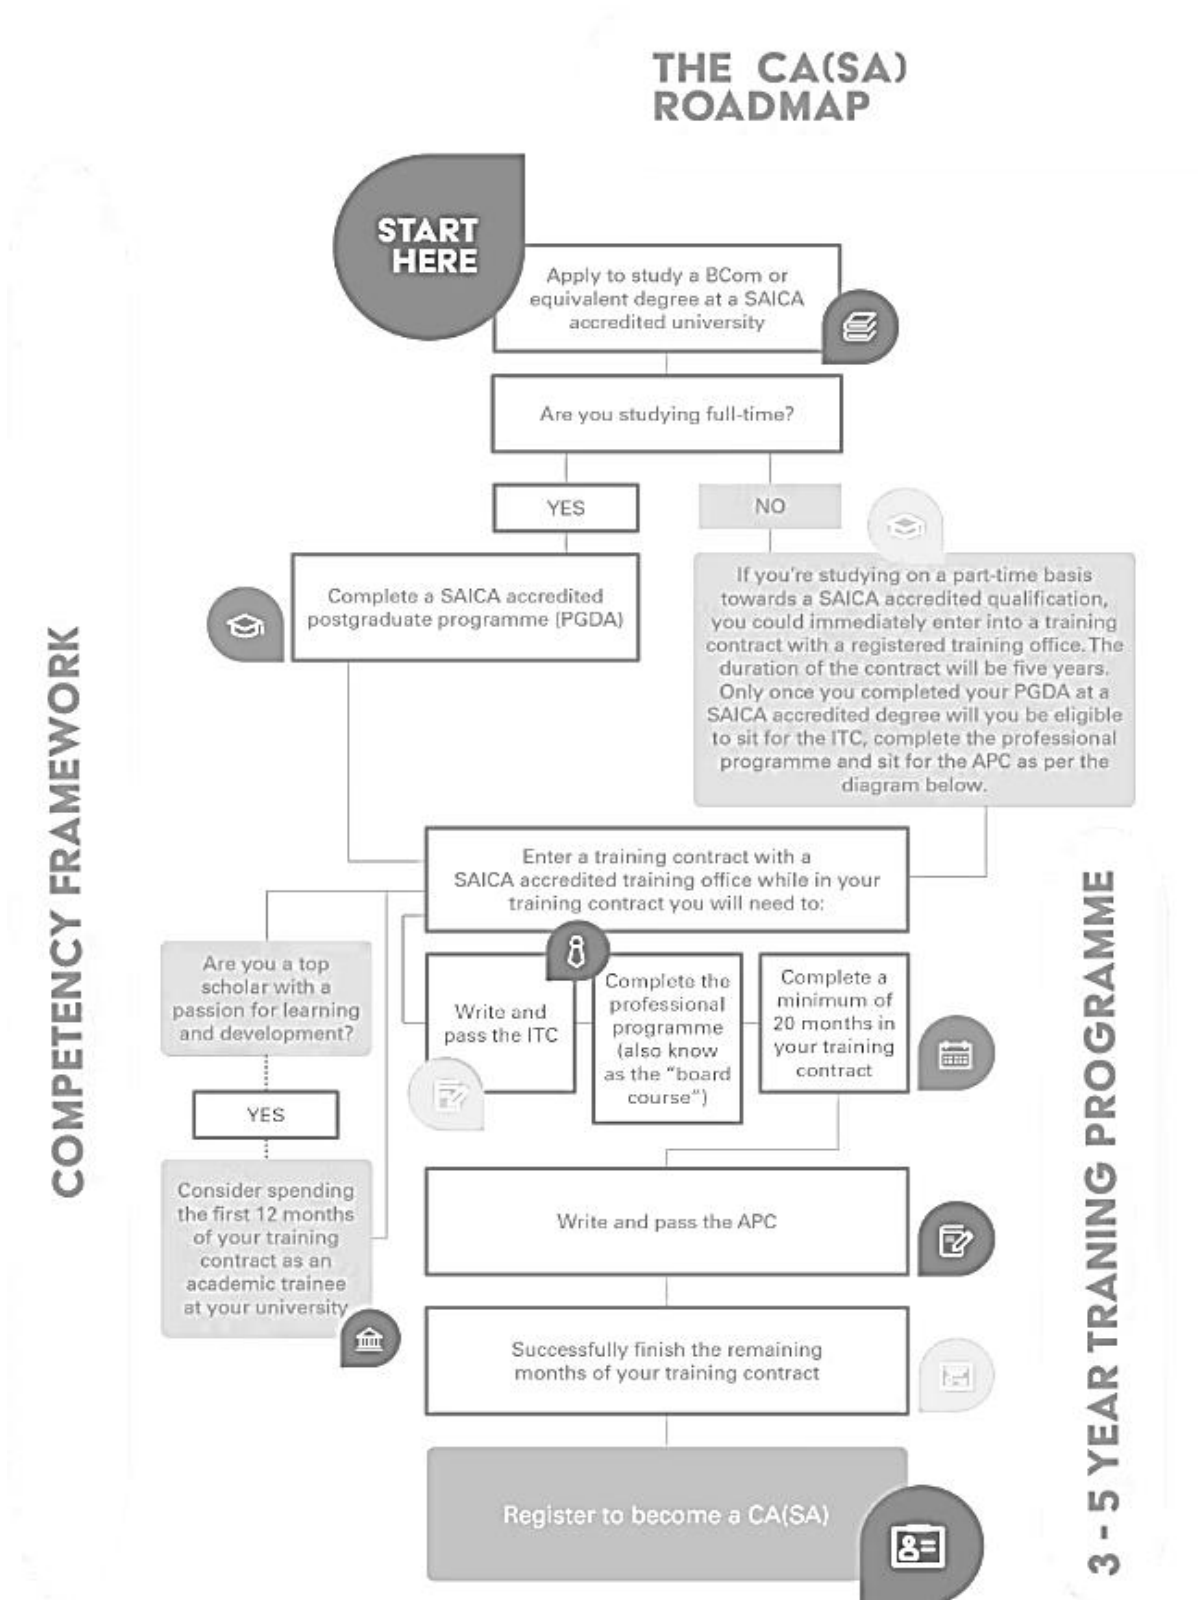 THE CA(SA)
ROADMAP
START
HERE
Apply to study a BCom or
equivalent degree at a SAICA
accredited university
Are you studying full-time?
YES
NO
Complete a SAICA accredited
postgraduate programme (PGDA)
If you're studying on a part-time basis
towards a SAICA accredited qualification,
you could immediately enter into a training
contract with a registered training office. The
duration of the contract will be five years.
Only once you completed your PGDA at a
SAICA accredited degree will you be eligible
to sit for the ITC, complete the professional
programme and sit for the APC as per the
diagram below.
COMPETENCY FRAMEWORK
Enter a training contract with a
SAICA accredited training office while in your
training contract you will need to:
Are you a top
scholar with a
passion for learning
and development?
YES
Consider spending
the first 12 months
of your training
contract as an
academic trainee
at your university
Write and
pass the ITC
Complete the
professional
programme
(also know
as the "board
course")
Complete a
minimum of
20 months in
your training
contract
Write and pass the APC
Successfully finish the remaining
months of your training contract
Register to become a CA(SA)
3 - 5 YEAR TRANING PROGRAMME